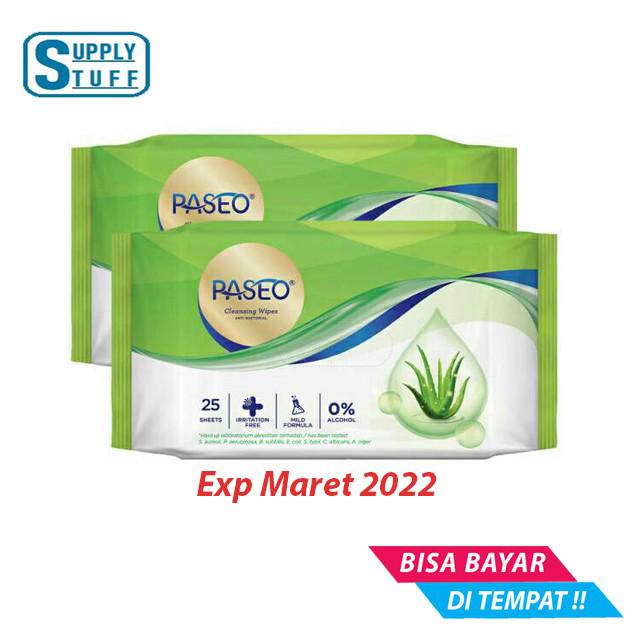 SUPPLY
STUFF
PASEO®
PASEO®
Cleansing Wipes
ANTI BACTERIAL
25
SHEETS
IRRITATION
FREE
MILD
FORMULA
0%
ALCOHOL
*Hasil uji laboratorium akreditasi terhadap / has been tested
S. aureus, P. aeruginosa, B. subtilis, E. coli, S. typii, C. albicans, A. niger
Exp Maret 2022
BISA BAYAR
DI TEMPAT !!